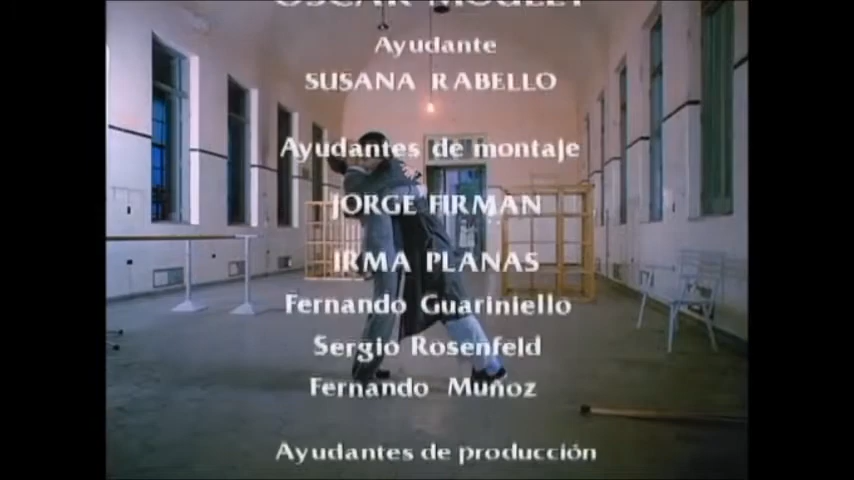 Ayudante
SUSANA RABELLO
Ayudantes de montaje
JORGE FIRMAN
IRMA PLANAS
Fernando Guariniello
Sergio Rosenfeld
Fernando Muñoz
Ayudantes de producción